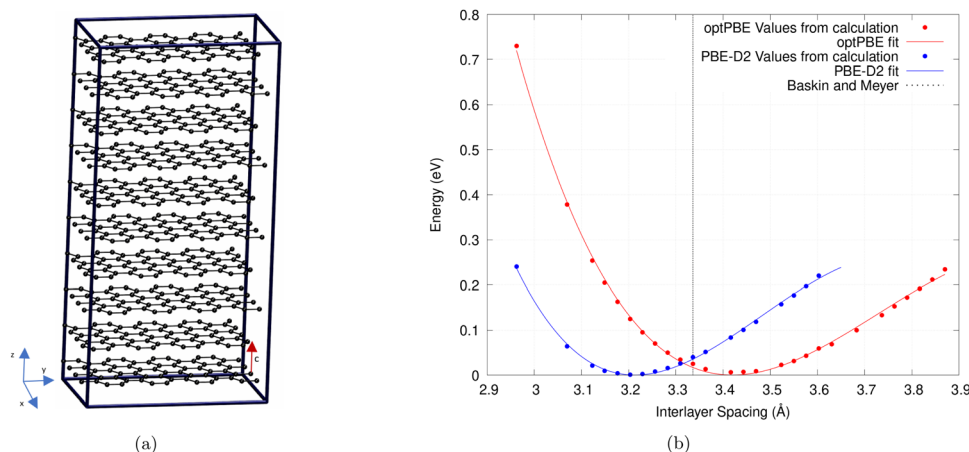 z
y
x
c
(a)
0.8
0.7
0.6
0.5
0.4
0.3
0.2
0.1
0
Energy (eV)
optPBE Values from calculation
optPBE fit
PBE-D2 Values from calculation
PBE-D2 fit
Baskin and Meyer
2.9 3 3.1 3.2 3.3 3.4 3.5 3.6 3.7 3.8 3.9
Interlayer Spacing (Å)
(b)